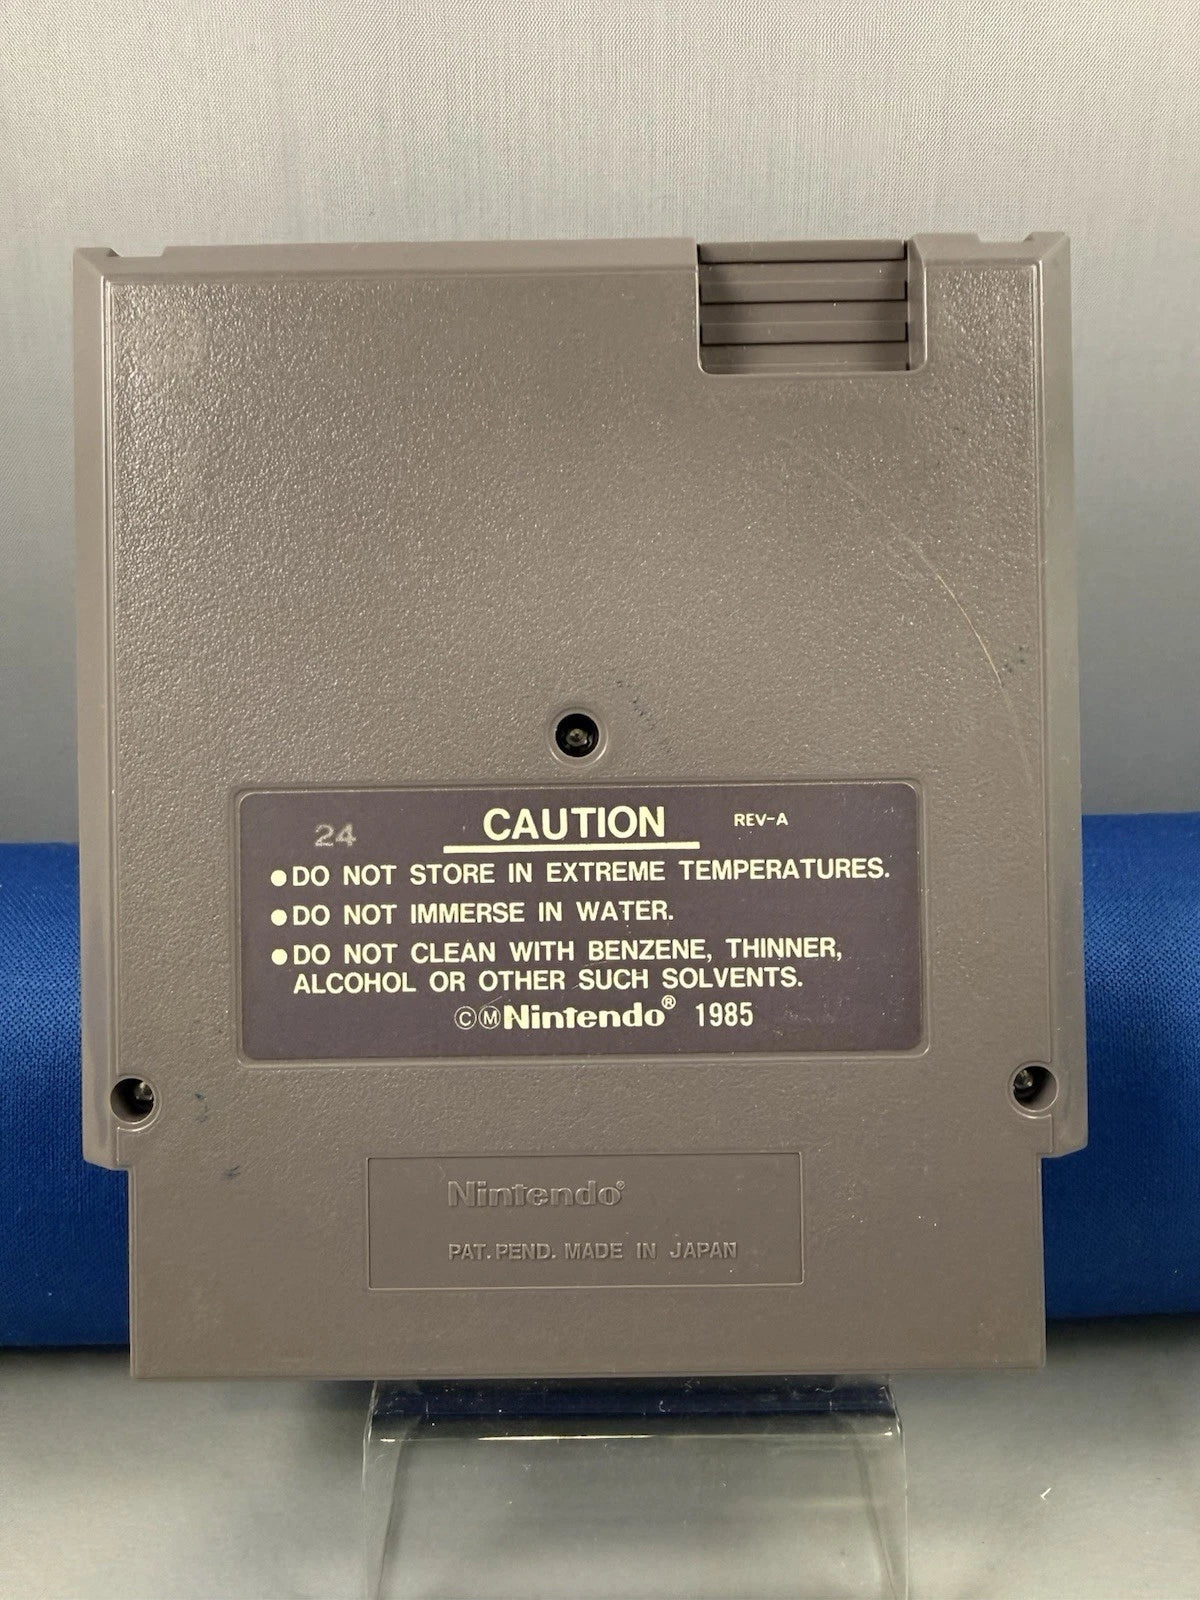 24 CAUTION REV-A
●DO NOT STORE IN EXTREME TEMPERATURES.
●DO NOT IMMERSE IN WATER.
●DO NOT CLEAN WITH BENZENE, THINNER,
ALCOHOL OR OTHER SUCH SOLVENTS.
ⒸⓂNintendo® 1985
Nintendo®
PAT. PEND. MADE IN JAPAN